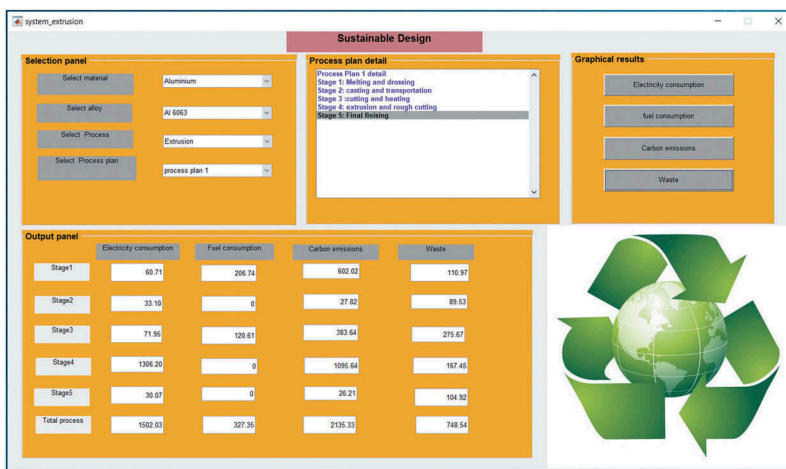 system_extrusion
Sustainable Design
Selection panel
Select material
Aluminium
Select alloy
Al 6063
Select Process
Extrusion
Select Process plan
process plan 1
Process plan detail
Process Plan 1 detail
Stage 1: Melting and drossing
Stage 2: casting and transportation
Stage 3 :cutting and heating
Stage 4: extrusion and rough cutting
Stage 5: Final finising
Graphical results
Electricity consumption
fuel consumption
Carbon emissions
Waste
Output panel
Electricity consumption Fuel consumption Carbon emissions Waste
Stage1 60.71 206.74 602.02 110.97
Stage2 33.10 0 27.82 89.53
Stage3 71.95 120.61 383.64 275.67
Stage4 1306.20 0 1095.64 167.45
Stage5 30.07 0 26.21 104.92
Total process 1502.03 327.35 2135.33 748.54